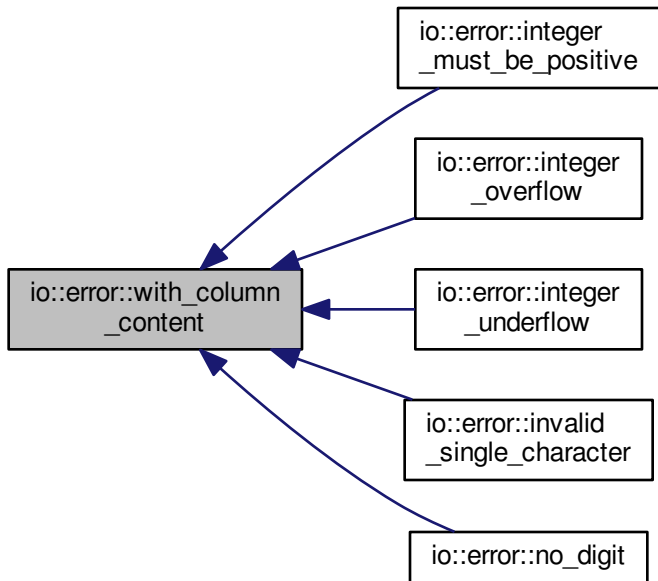 io::error::integer
_must_be_positive
io::error::integer
_overflow
io::error::with_column
_content
io::error::integer
_underflow
io::error::invalid
_single_character
io::error::no_digit